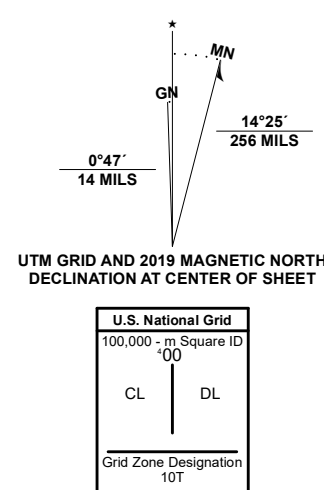 ★
MN
GN
14°25´
256 MILS
0°47´
14 MILS
UTM GRID AND 2019 MAGNETIC NORTH
DECLINATION AT CENTER OF SHEET
U.S. National Grid
100,000 - m Square ID
⁴00
CL DL
Grid Zone Designation
10T